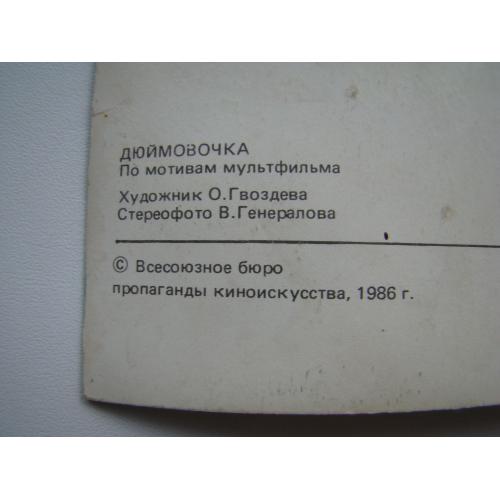 ДЮЙМОВОЧКА
По мотивам мультфильма
Художник О.Гвоздева
Стереофото В.Генералова
© Всесоюзное бюро
пропаганды киноискусства, 1986 г.